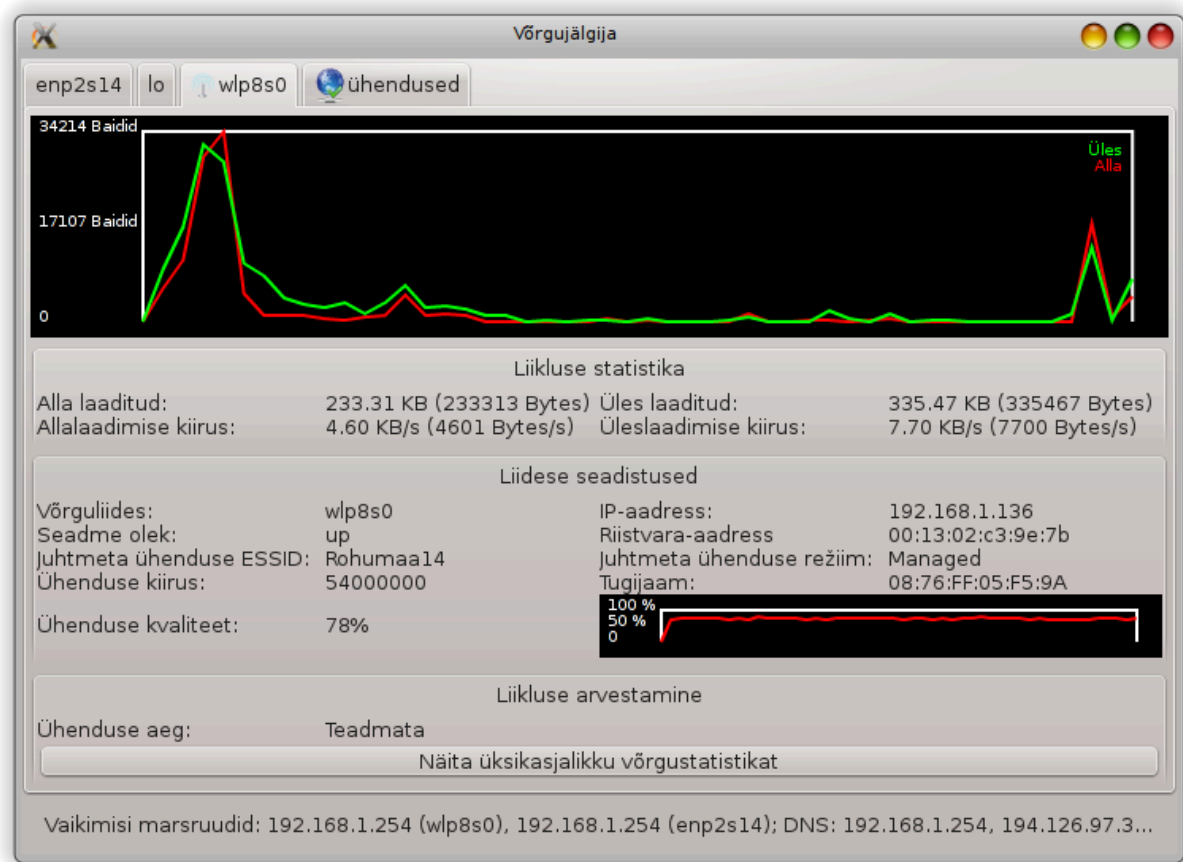 Võrgujälgija
enp2s14 lo wlp8s0 ühendused
34214 Baidid
Üles
Alla
17107 Baidid
0
Liikluse statistika
Alla laaditud: 233.31 KB (233313 Bytes) Üles laaditud: 335.47 KB (335467 Bytes)
Allalaadimise kiirus: 4.60 KB/s (4601 Bytes/s) Üleslaadimise kiirus: 7.70 KB/s (7700 Bytes/s)
Liidese seadistused
Võrguliides: wlp8s0 IP-aadress: 192.168.1.136
Seadme olek: up Riistvara-aadress 00:13:02:c3:9e:7b
Juhtmeta ühenduse ESSID: Rohumaa14 Juhtmeta ühenduse režiim: Managed
Ühenduse kiirus: 54000000 Tugijaam: 08:76:FF:05:F5:9A
100 %
50 %
0
Ühenduse kvaliteet: 78%
Liikluse arvestamine
Ühenduse aeg: Teadmata
Näita üksikasjalikku võrgustatistikat
Vaikimisi marsruudid: 192.168.1.254 (wlp8s0), 192.168.1.254 (enp2s14); DNS: 192.168.1.254, 194.126.97.3...